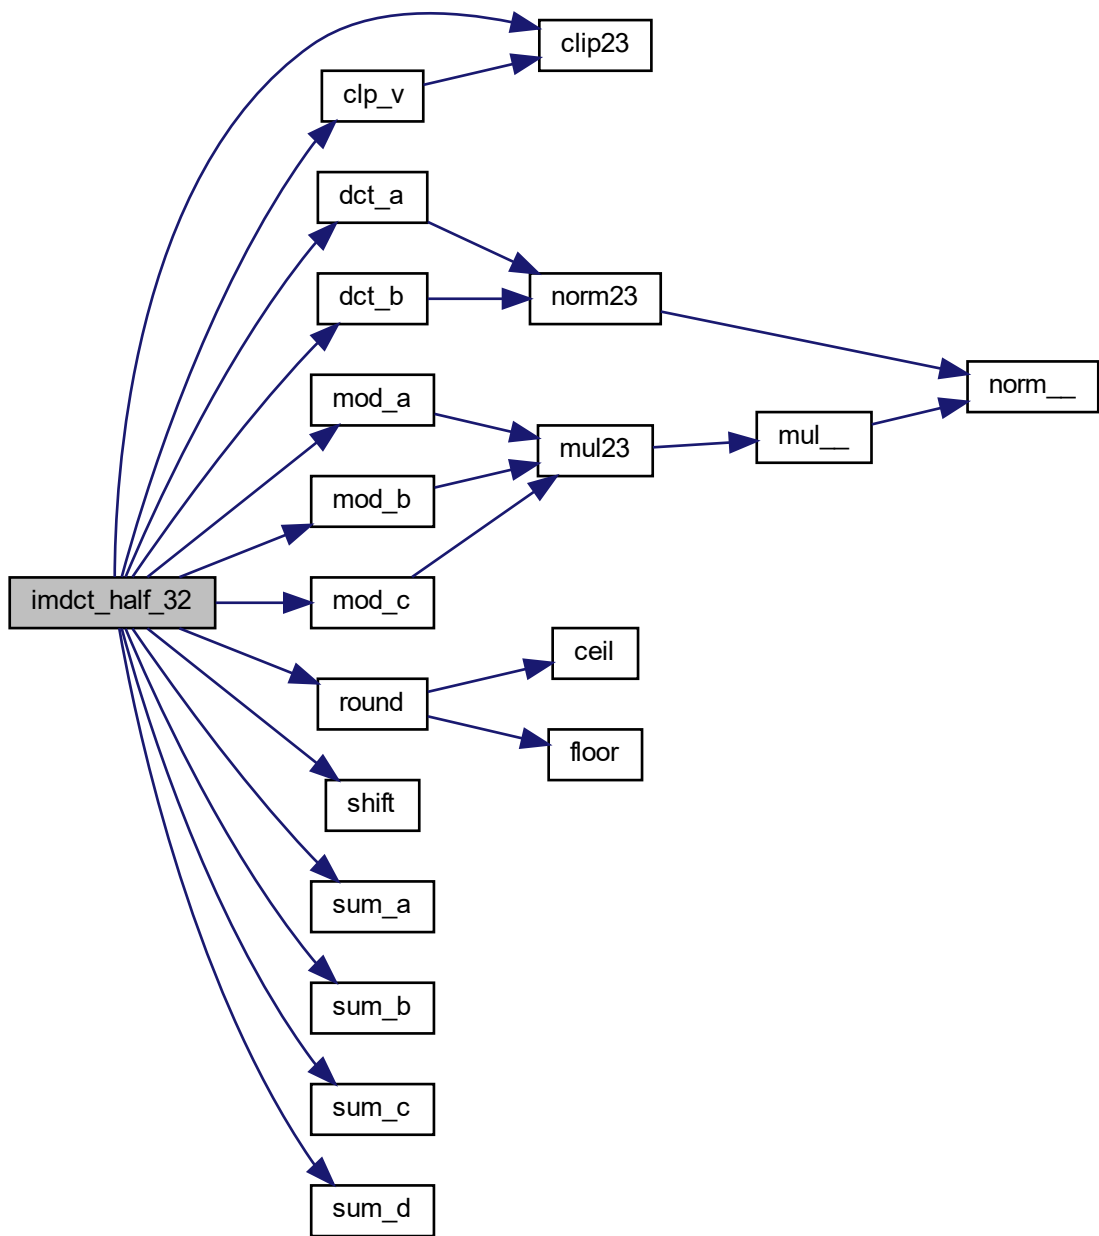 clip23
clp_v
dct_a
dct_b
norm23
mod_a
norm__
mul23
mul__
mod_b
imdct_half_32
mod_c
ceil
round
floor
shift
sum_a
sum_b
sum_c
sum_d